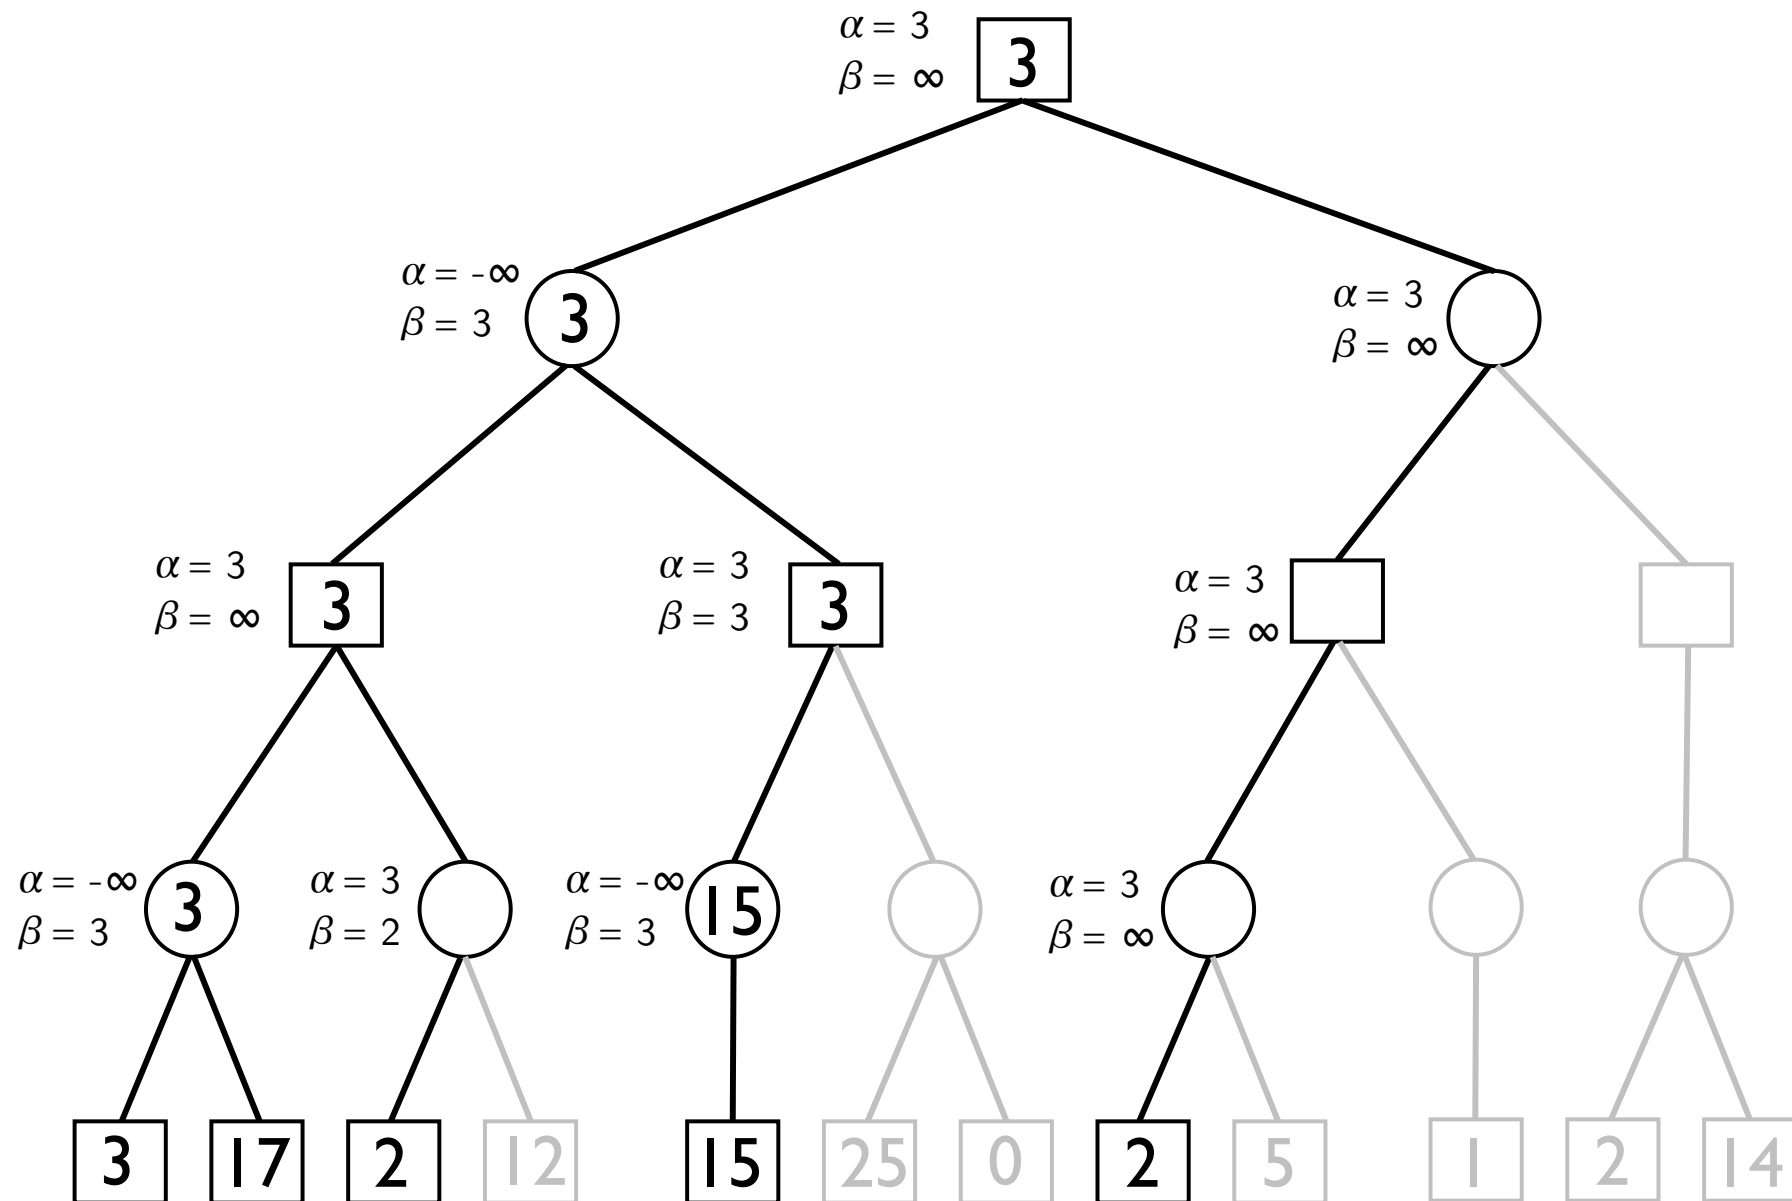 α = 3
β = ∞
3
α = -∞
β = 3
3
α = 3
β = ∞
α = 3
β = ∞
3
α = 3
β = 3
3
α = 3
β = ∞
α = -∞
β = 3
3
α = 3
β = 2
α = -∞
β = 3
15
α = 3
β = ∞
3 17 2 12 15 25 0 2 5 1 2 14